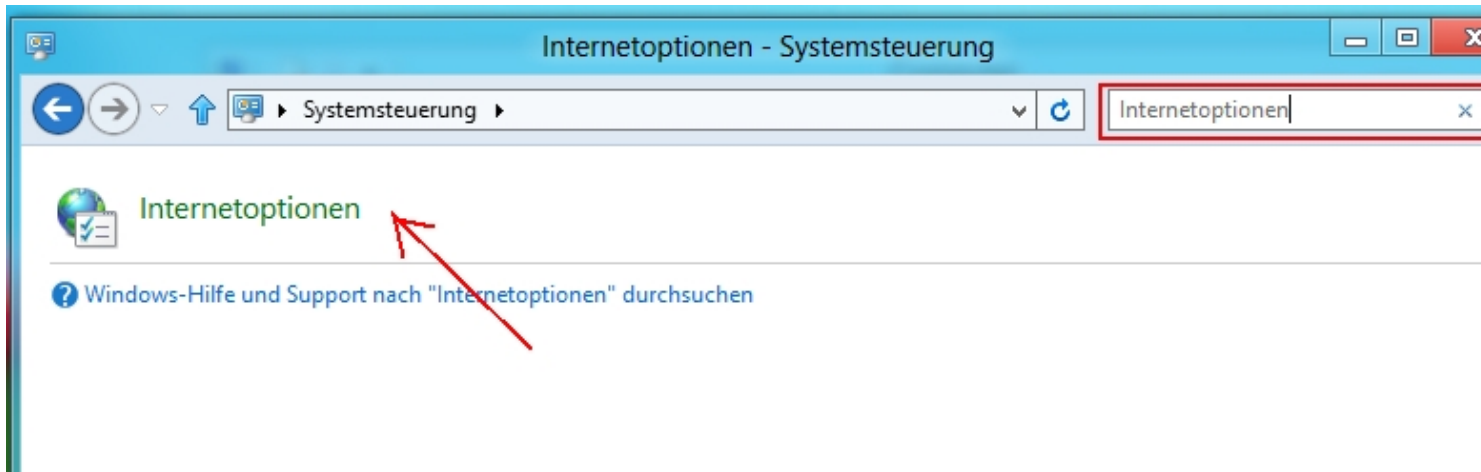 Internetoptionen - Systemsteuerung
Systemsteuerung
Internetoptionen
Internetoptionen
Windows-Hilfe und Support nach "Internetoptionen" durchsuchen